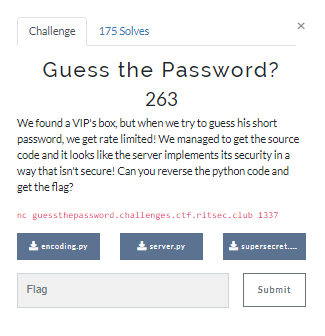 Challenge
175 Solves
×
Guess the Password?
263
We found a VIP's box, but when we try to guess his short
password, we get rate limited! We managed to get the source
code and it looks like the server implements its security in a
way that isn't secure! Can you reverse the python code and
get the flag?
nc guessthepassword.challenges.ctf.ritsec.club 1337
encoding.py
server.py
supersecret....
Flag
Submit